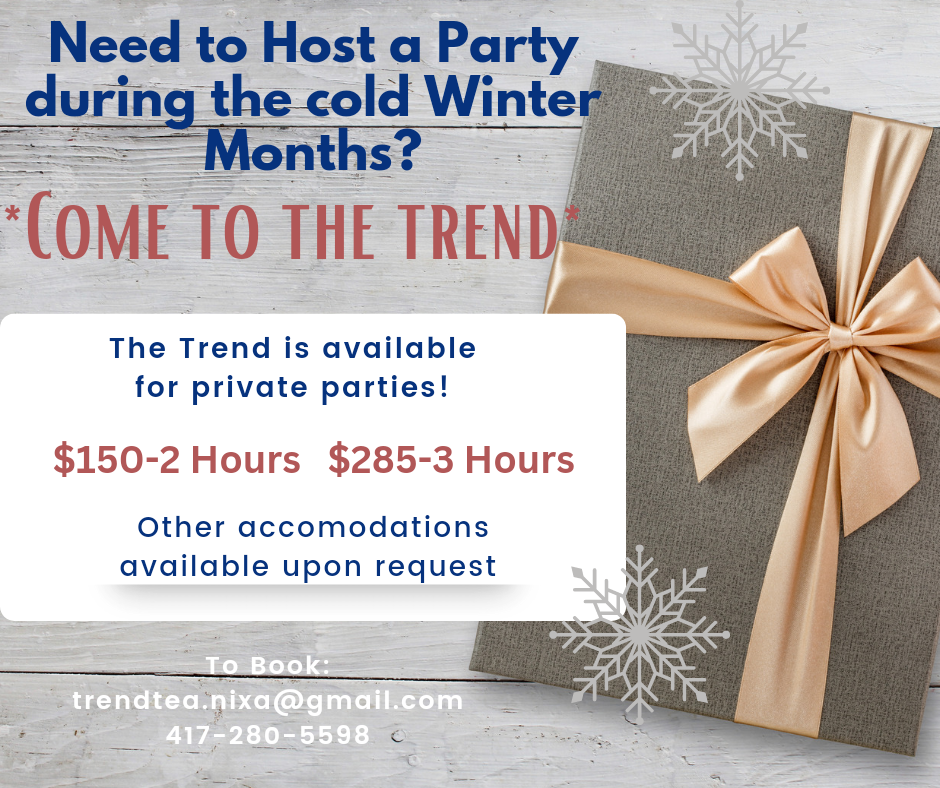 Need to Host a Party
during the cold Winter
Months?
*Come to the trend*
The Trend is available
for private parties!
$150-2 Hours $285-3 Hours
Other accomodations
available upon request
To Book:
trendtea.nixa@gmail.com
417-280-5598